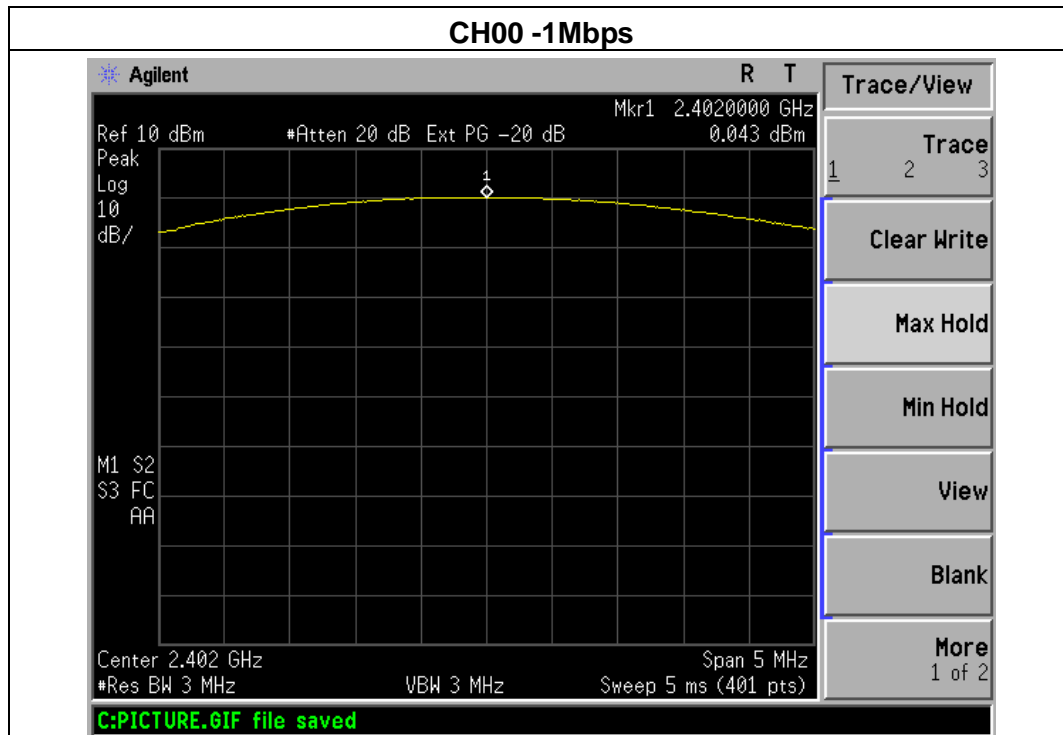 CH00 -1Mbps
Agilent R T
Mkr1 2.4020000 GHz
Ref 10 dBm #Atten 20 dB Ext PG -20 dB 0.043 dBm
Peak
Log
10
dB/
1
M1 S2
S3 FC
AA
Center 2.402 GHz Span 5 MHz
#Res BW 3 MHz VBW 3 MHz Sweep 5 ms (401 pts)
C:PICTURE.GIF file saved
Trace/View
Trace
1 2 3
Clear Write
Max Hold
Min Hold
View
Blank
More
1 of 2